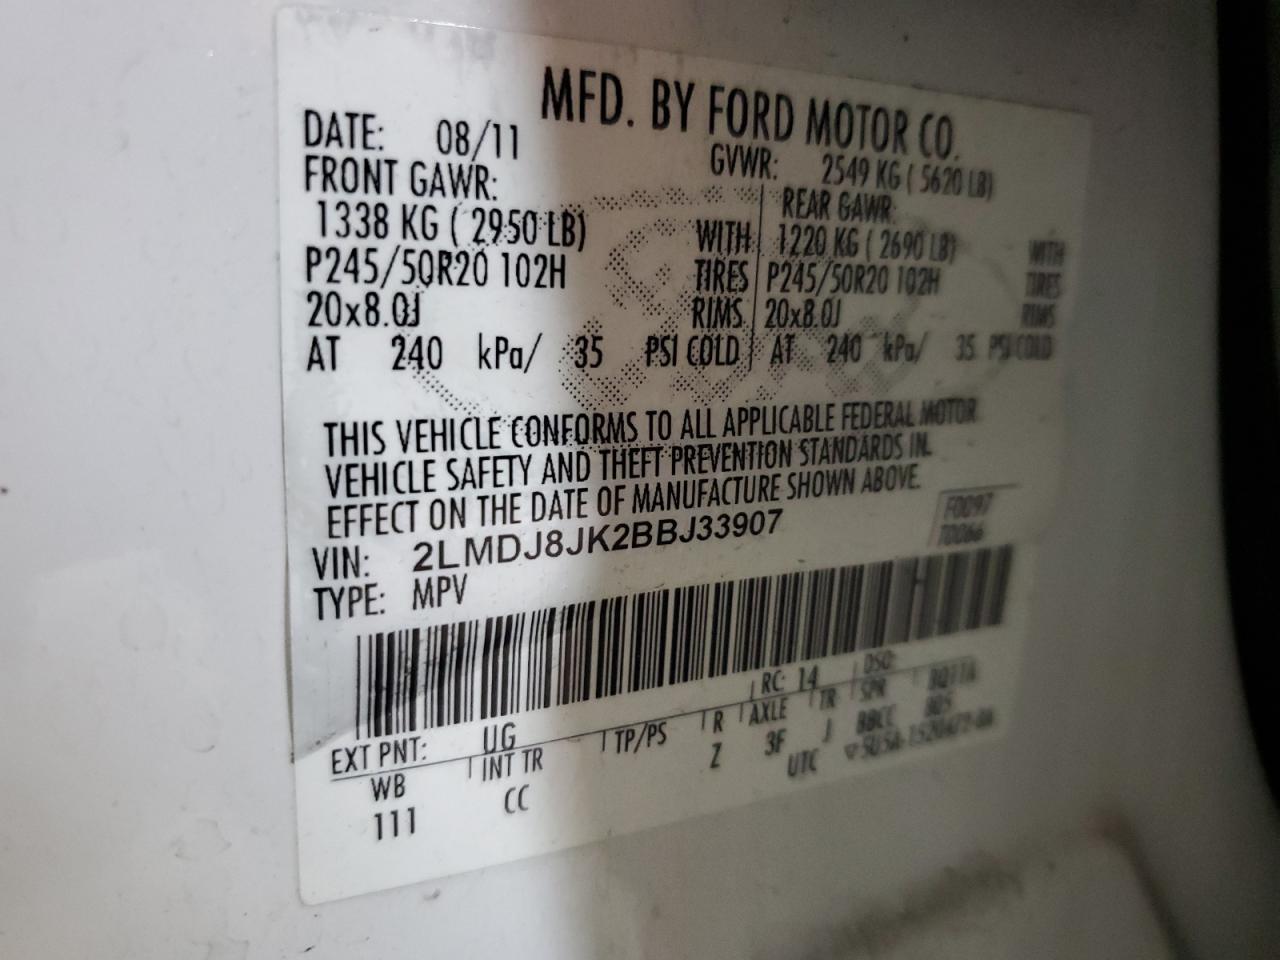 MFD. BY FORD MOTOR CO.
DATE: 08/11 GVWR: 2549 KG ( 5620 LB)
FRONT GAWR: REAR GAWR:
1338 KG ( 2950 LB) WITH 1220 KG ( 2690 LB) WITH
P245/50R20 102H TIRES P245/50R20 102H TIRES
20x8.0J RIMS 20x8.0J RIMS
AT 240 kPa/ 35 PSI COLD AT 240 kPa/ 35 PSI COLD
THIS VEHICLE CONFORMS TO ALL APPLICABLE FEDERAL MOTOR
VEHICLE SAFETY AND THEFT PREVENTION STANDARDS IN
EFFECT ON THE DATE OF MANUFACTURE SHOWN ABOVE.
F0097
T0066
VIN: 2LMDJ8JK2BBJ33907
TYPE: MPV
EXT PNT: UG RC: 14 DSO:
WB INT TR TP/PS R AXLE TR SPR
111 CC Z 3F J BBCC
UTC